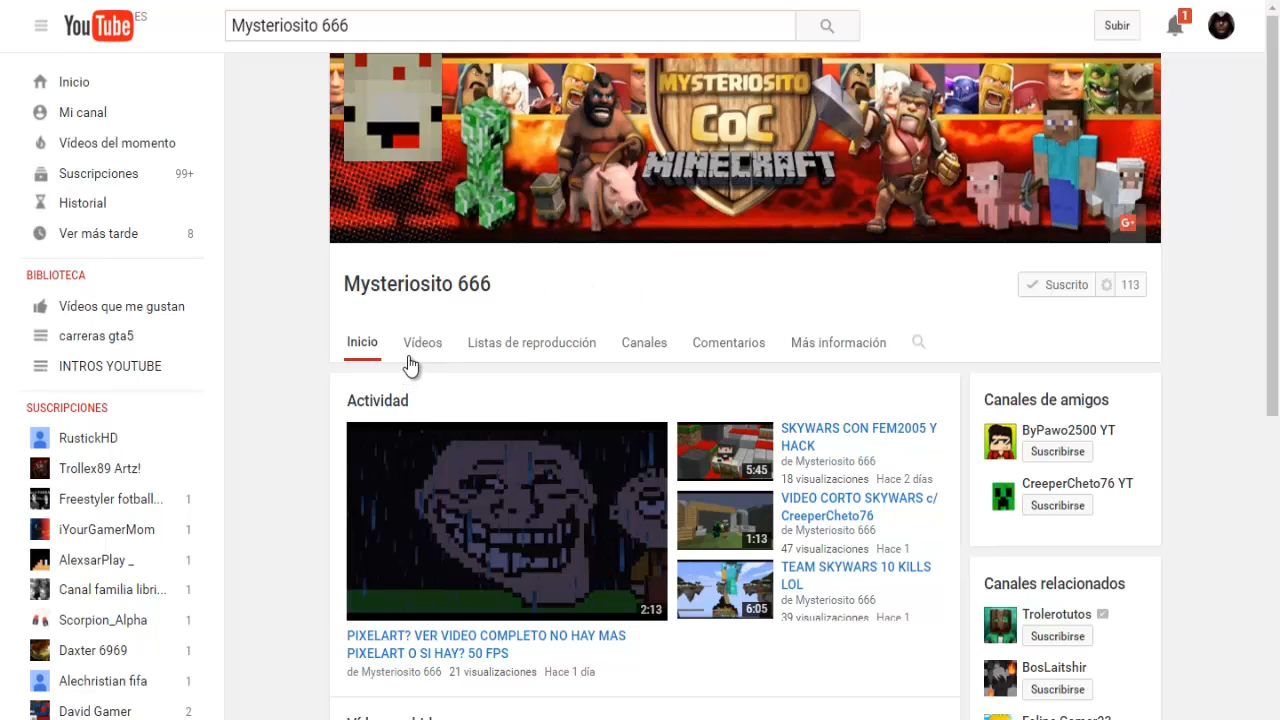 YouTube ES
Mysteriosito 666
Subir
1
Inicio
Mi canal
Vídeos del momento
Suscripciones 99+
Historial
Ver más tarde 8
BIBLIOTECA
Vídeos que me gustan
carreras gta5
INTROS YOUTUBE
SUSCRIPCIONES
RustickHD
Trollex89 Artz!
Freestyler fotball... 1
iYourGamerMom 1
AlexsarPlay _ 1
Canal familia libri... 1
Scorpion_Alpha 1
Daxter 6969 1
Alechristian fifa 1
David Gamer 2
MYSTERIOSITO
COC
MINECRAFT
G+
Mysteriosito 666
Suscrito 113
Inicio Vídeos Listas de reproducción Canales Comentarios Más información
Actividad
2:13
PIXELART? VER VIDEO COMPLETO NO HAY MAS
PIXELART O SI HAY? 50 FPS
de Mysteriosito 666 21 visualizaciones Hace 1 día
5:45
SKYWARS CON FEM2005 Y
HACK
de Mysteriosito 666
18 visualizaciones Hace 2 días
1:13
VIDEO CORTO SKYWARS c/
CreeperCheto76
de Mysteriosito 666
47 visualizaciones Hace 1
6:05
TEAM SKYWARS 10 KILLS
LOL
de Mysteriosito 666
39 visualizaciones Hace 1
Canales de amigos
ByPawo2500 YT
Suscribirse
CreeperCheto76 YT
Suscribirse
Canales relacionados
Trolerotutos
Suscribirse
BosLaitshir
Suscribirse